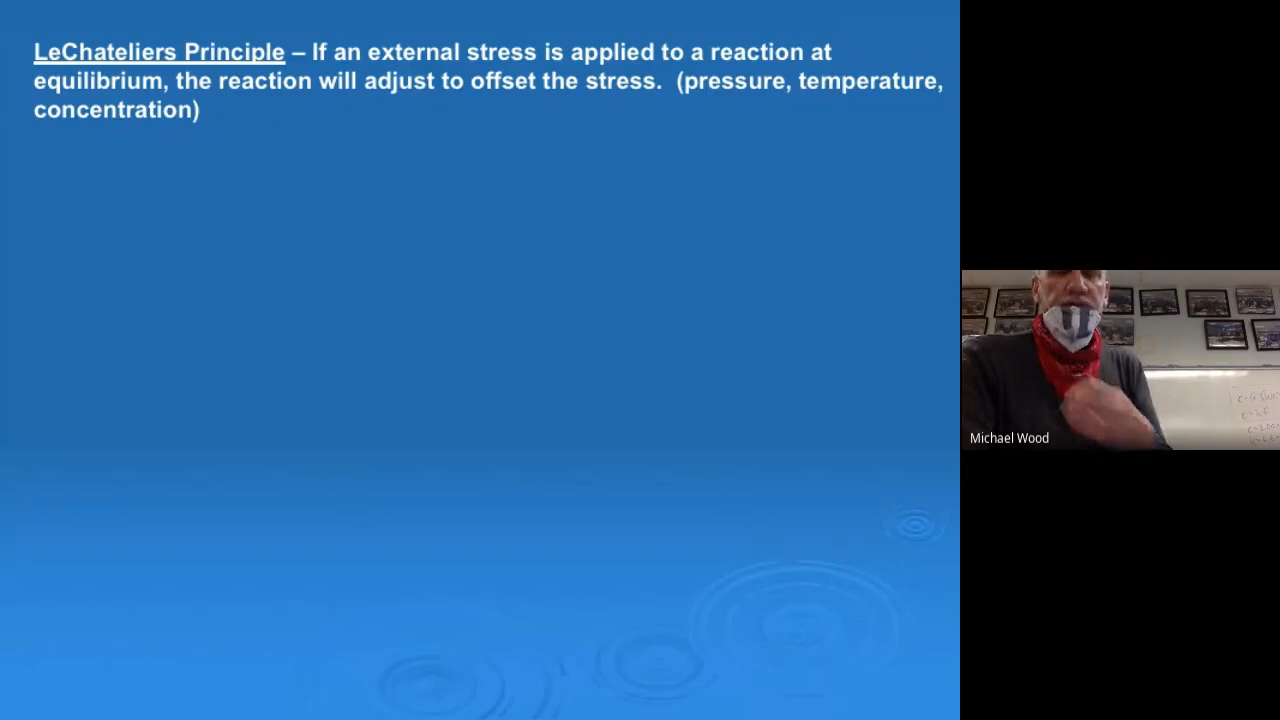 LeChateliers Principle – If an external stress is applied to a reaction at
equilibrium, the reaction will adjust to offset the stress.  (pressure, temperature,
concentration)
Michael Wood